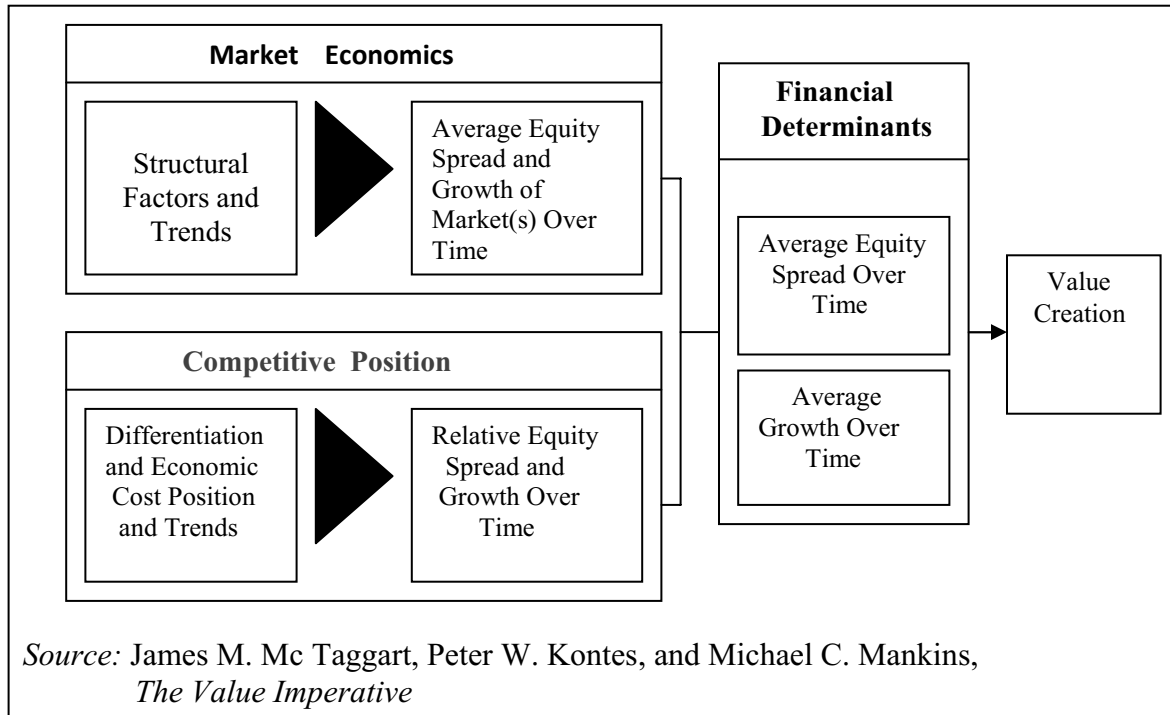 Market Economics
Structural
Factors and
Trends
Average Equity
Spread and
Growth of
Market(s) Over
Time
Competitive Position
Differentiation
and Economic
Cost Position
and Trends
Relative Equity
Spread and
Growth Over
Time
Financial
Determinants
Average Equity
Spread Over
Time
Average
Growth Over
Time
Value
Creation
Source: James M. Mc Taggart, Peter W. Kontes, and Michael C. Mankins,
The Value Imperative